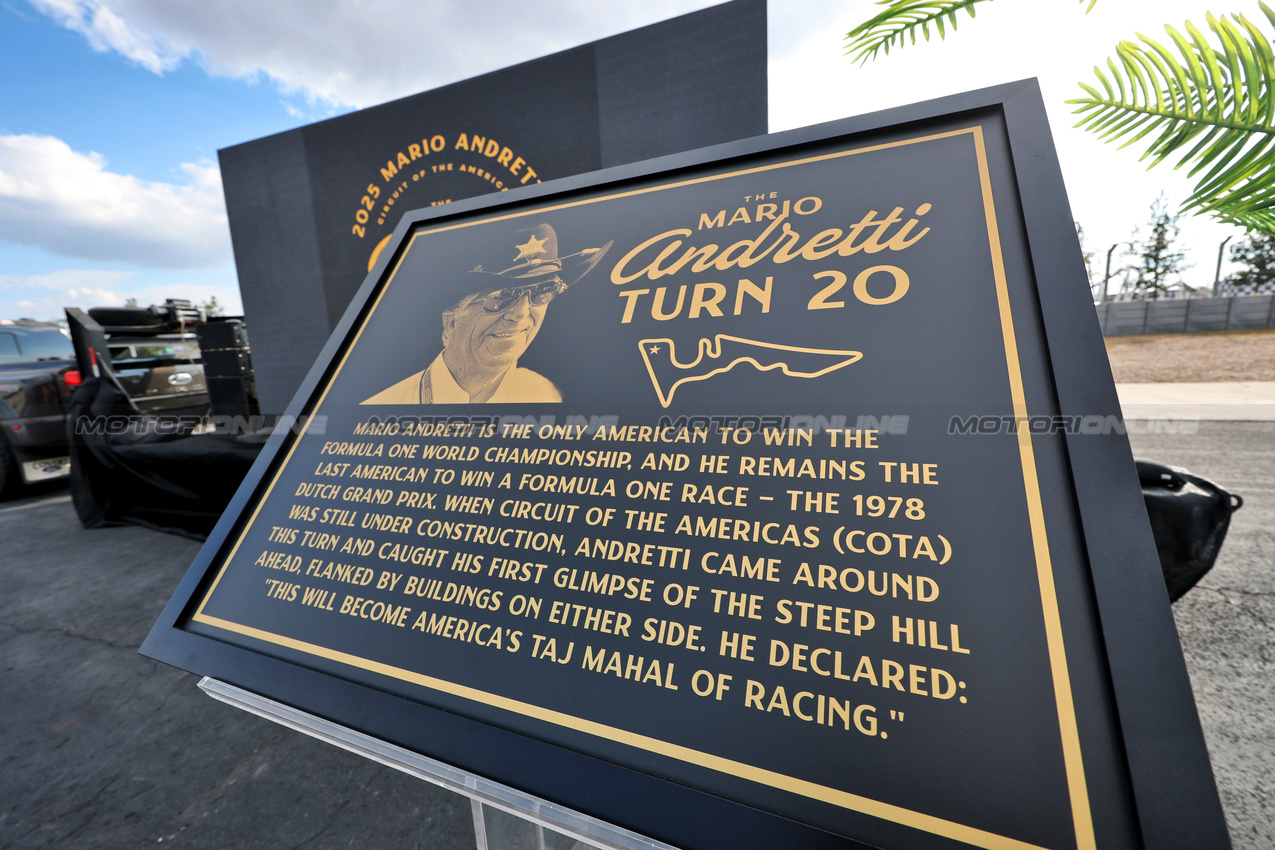 2025 MARIO ANDRETTI
CIRCUIT OF THE AMERICAS
THE
THE
MARIO
Andretti
TURN 20
MOTORIONLINE MOTORIONLINE MOTORIONLINE MOTORIONLINE
MARIO ANDRETTI IS THE ONLY AMERICAN TO WIN THE
FORMULA ONE WORLD CHAMPIONSHIP, AND HE REMAINS THE
LAST AMERICAN TO WIN A FORMULA ONE RACE – THE 1978
DUTCH GRAND PRIX. WHEN CIRCUIT OF THE AMERICAS (COTA)
WAS STILL UNDER CONSTRUCTION, ANDRETTI CAME AROUND
THIS TURN AND CAUGHT HIS FIRST GLIMPSE OF THE STEEP HILL
AHEAD, FLANKED BY BUILDINGS ON EITHER SIDE. HE DECLARED:
"THIS WILL BECOME AMERICA'S TAJ MAHAL OF RACING."
Ford